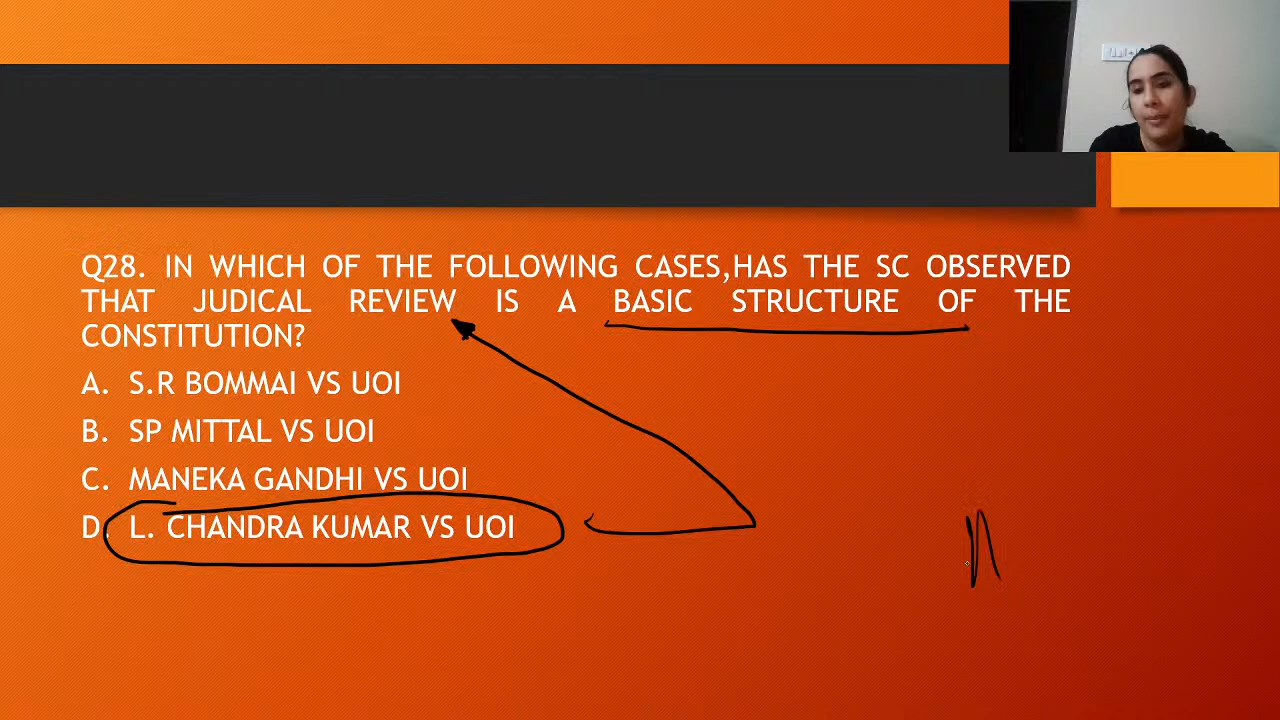 Q28. IN WHICH OF THE FOLLOWING CASES,HAS THE SC OBSERVED
THAT JUDICAL REVIEW IS A BASIC STRUCTURE OF THE
CONSTITUTION?
A. S.R BOMMAI VS UOI
B. SP MITTAL VS UOI
C. MANEKA GANDHI VS UOI
D. L. CHANDRA KUMAR VS UOI